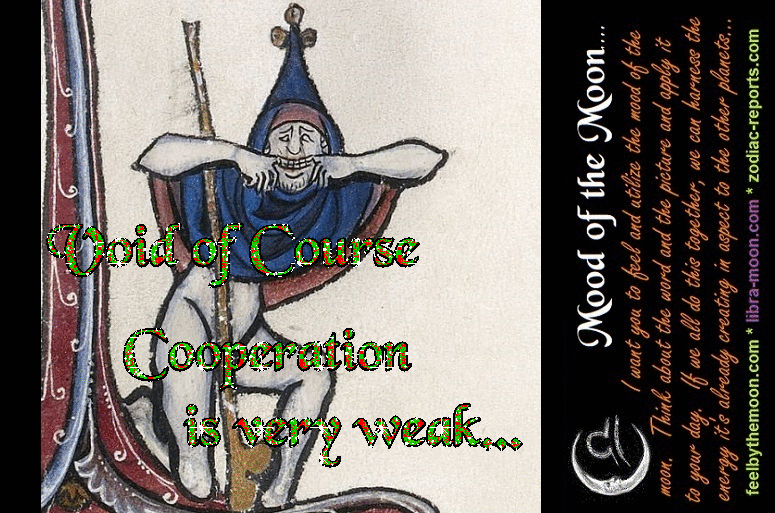 Void of Course
Cooperation
is very weak...
Mood of the Moon....
I want you to feel and utilize the mood of the
moon. Think about the word and the picture and apply it
to your day. If we all do this together, we can harness the
energy it's already creating in aspect to the other planets...
feelbythemoon.com * libra-moon.com * zodiac-reports.com